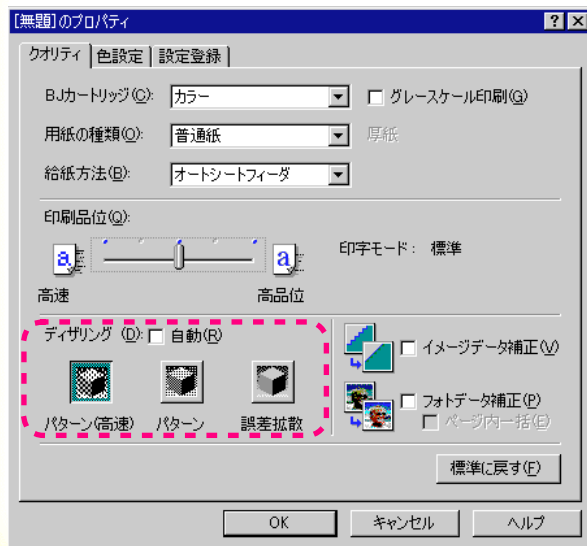 [無題]のプロパティ
クオリティ 色設定 設定登録
BJカートリッジ(C): カラー グレースケール印刷(G)
用紙の種類(O): 普通紙 厚紙
給紙方法(B): オートシートフィーダ
印刷品位(Q):
a a 印字モード： 標準
高速 高品位
ディザリング (D): 自動(R)
イメージデータ補正(V)
パターン(高速) パターン 誤差拡散
フォトデータ補正(P)
ページ内一括(E)
標準に戻す(F)
OK キャンセル ヘルプ